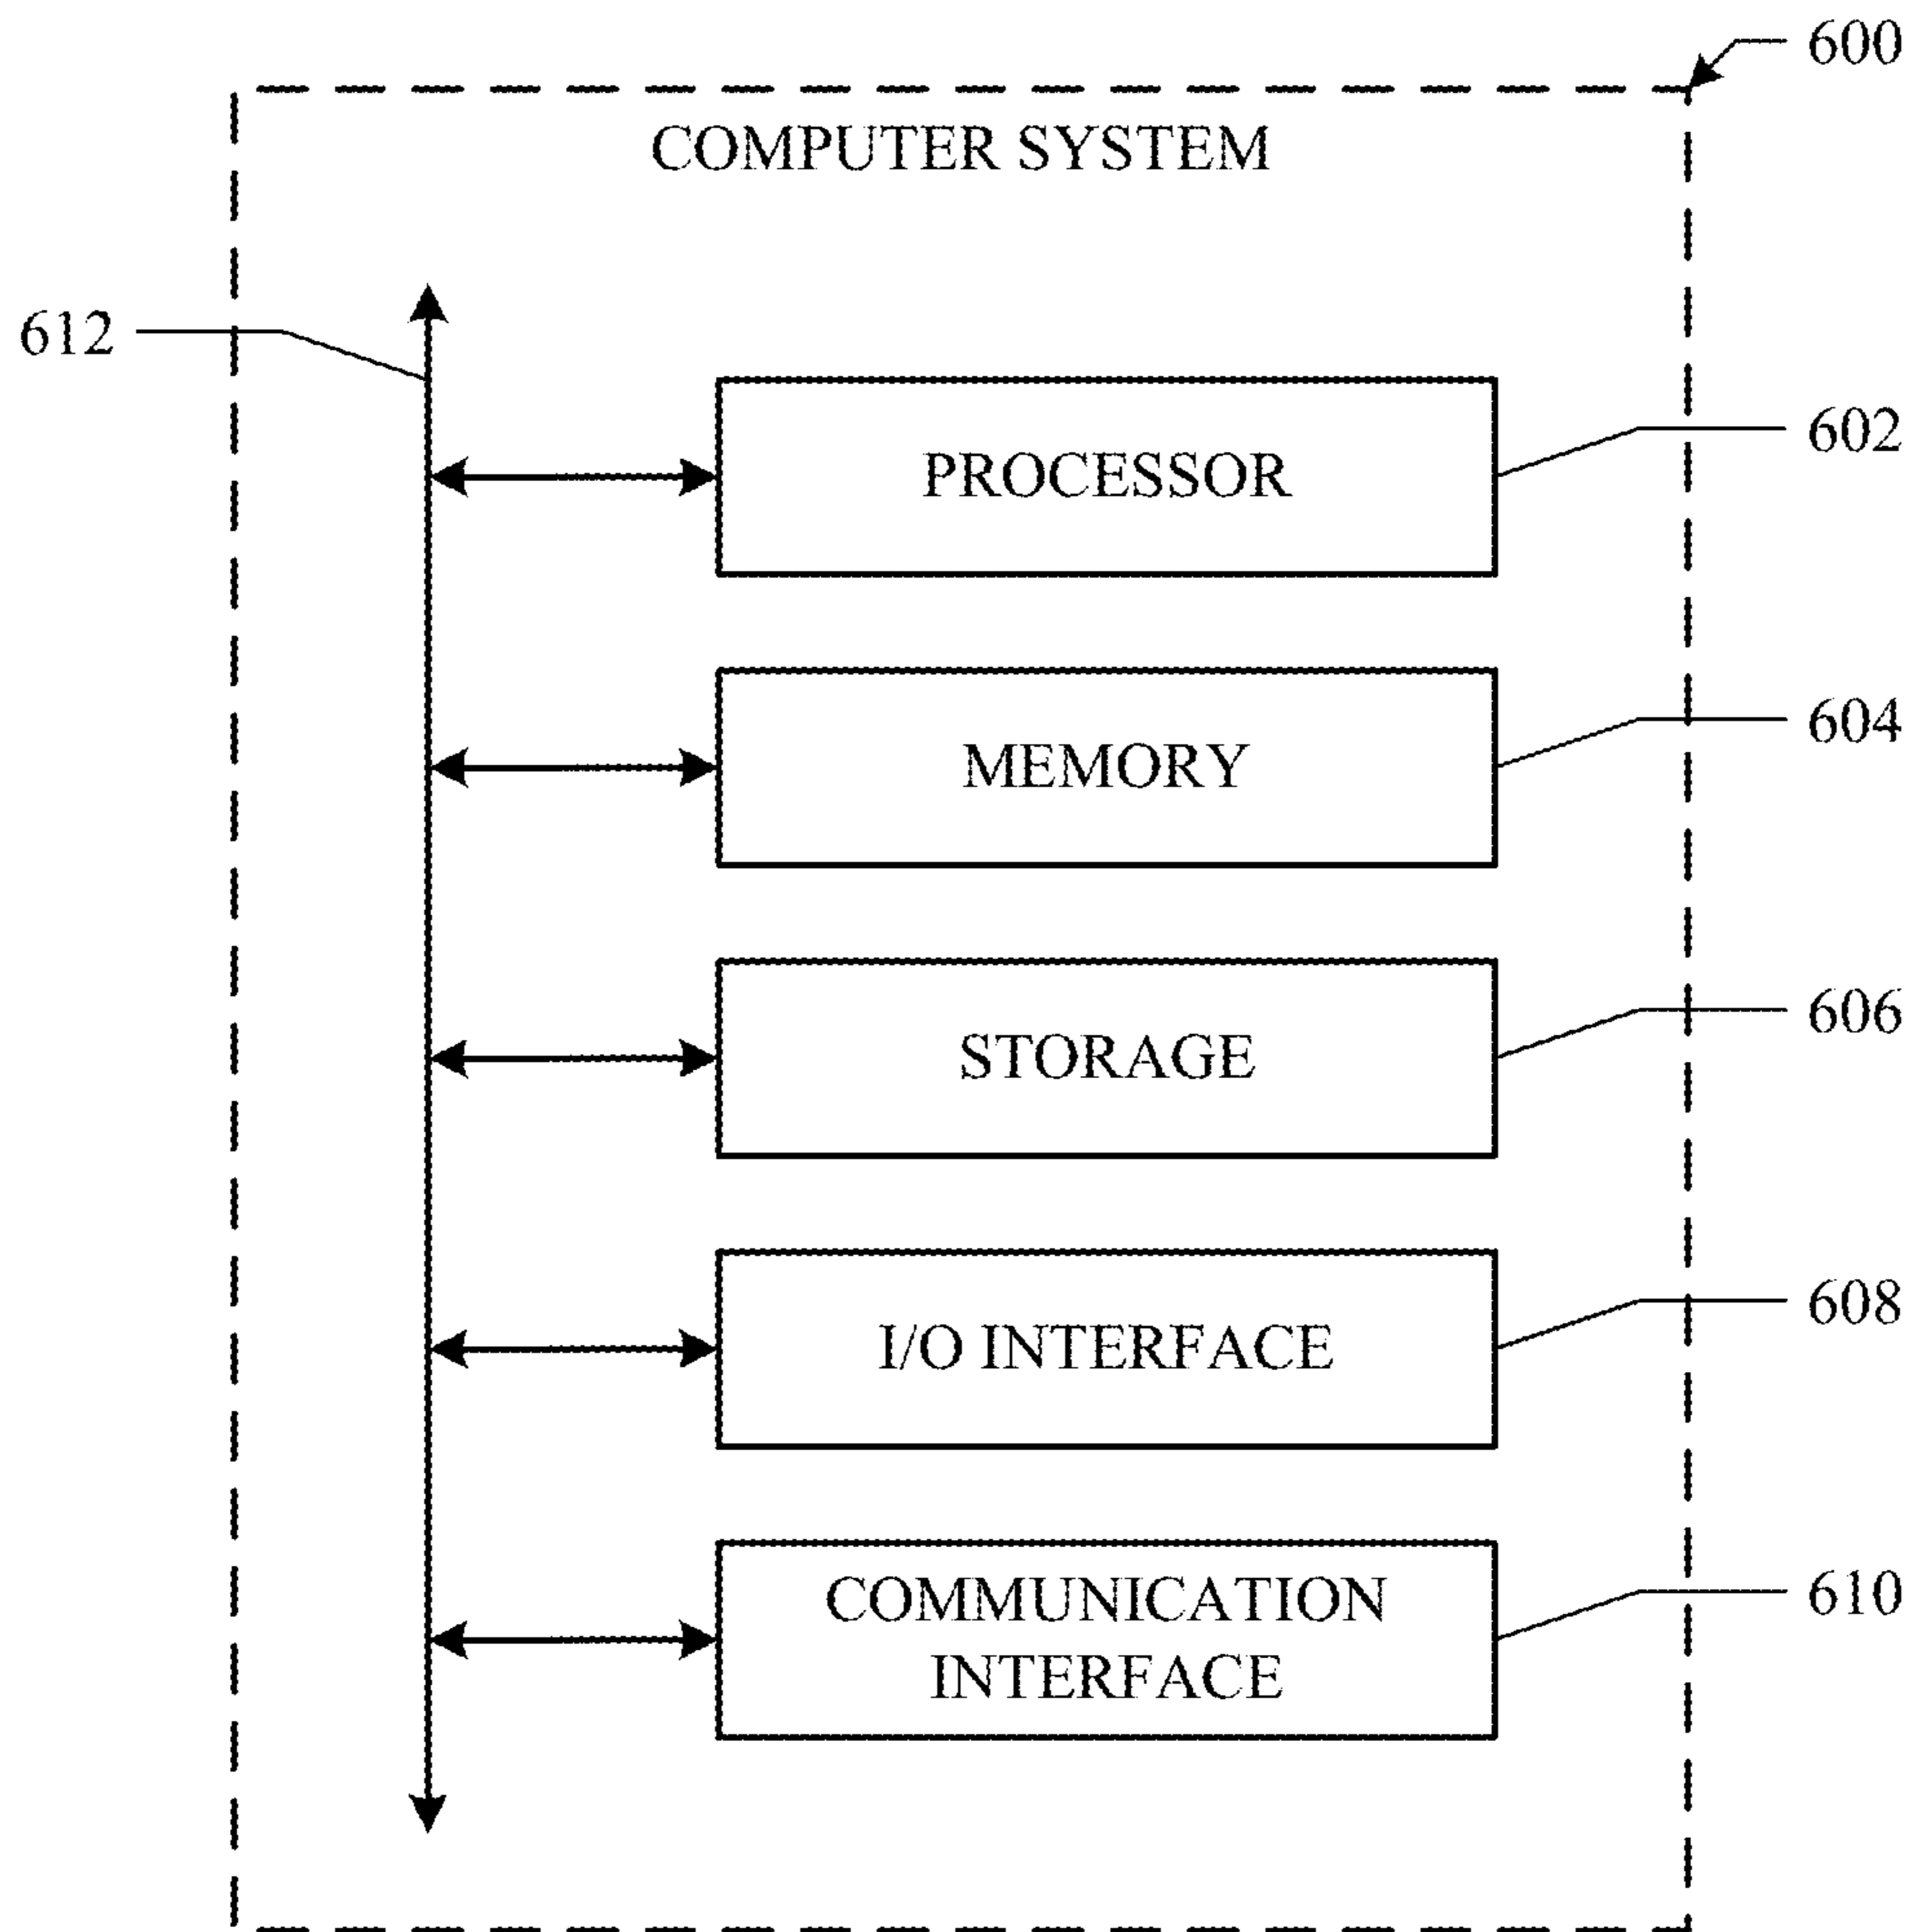 600
COMPUTER SYSTEM
612
PROCESSOR
602
MEMORY
604
STORAGE
606
I/O INTERFACE
608
COMMUNICATION
INTERFACE
610